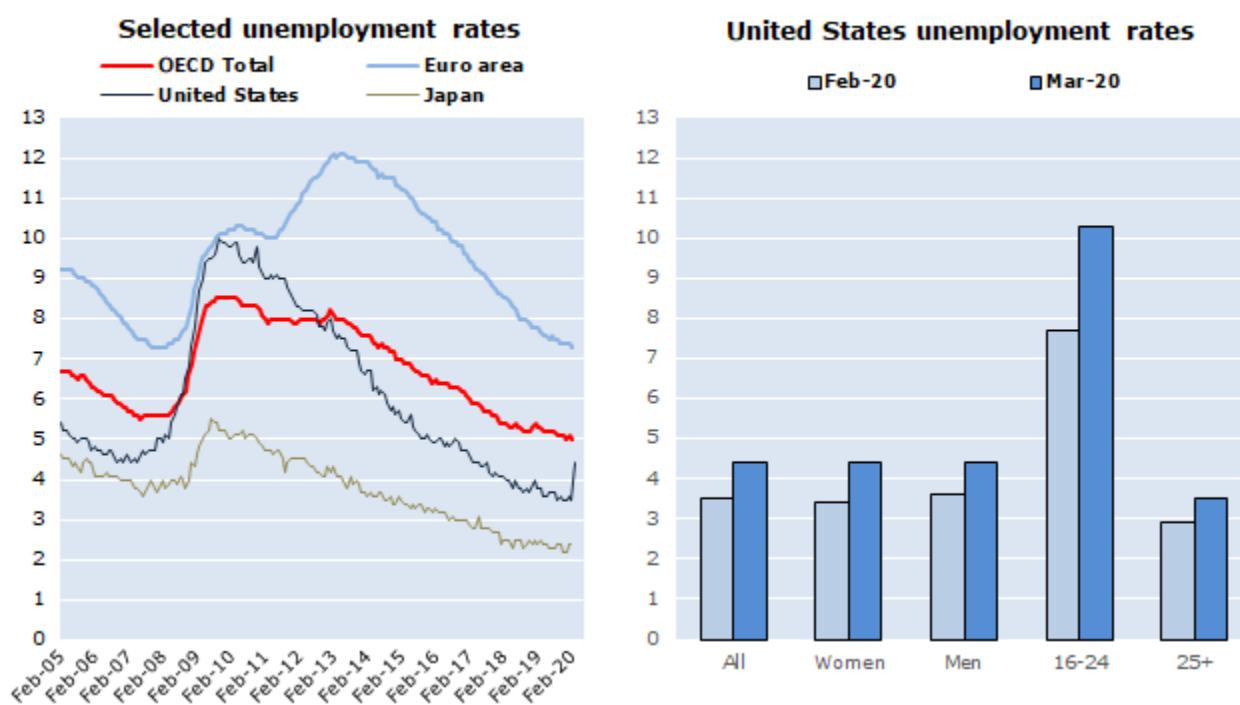 Selected unemployment rates
OECD Total
Euro area
United States
Japan
13
12
11
10
9
8
7
6
5
4
3
2
1
0
Feb-05
Feb-06
Feb-07
Feb-08
Feb-09
Feb-10
Feb-11
Feb-12
Feb-13
Feb-14
Feb-15
Feb-16
Feb-17
Feb-18
Feb-19
Feb-20
United States unemployment rates
Feb-20
Mar-20
13
12
11
10
9
8
7
6
5
4
3
2
1
0
All
Women
Men
16-24
25+